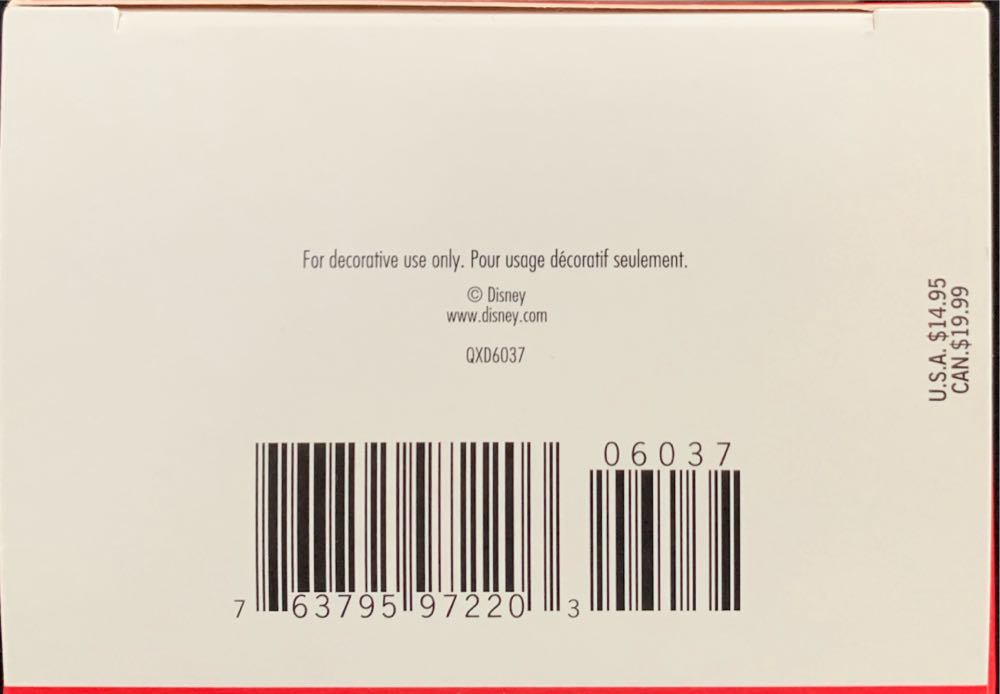 For decorative use only. Pour usage décoratif seulement.
© Disney
www.disney.com
QXD6037
U.S.A. $14.95
CAN.$19.99
06037
7 63795 97220 3